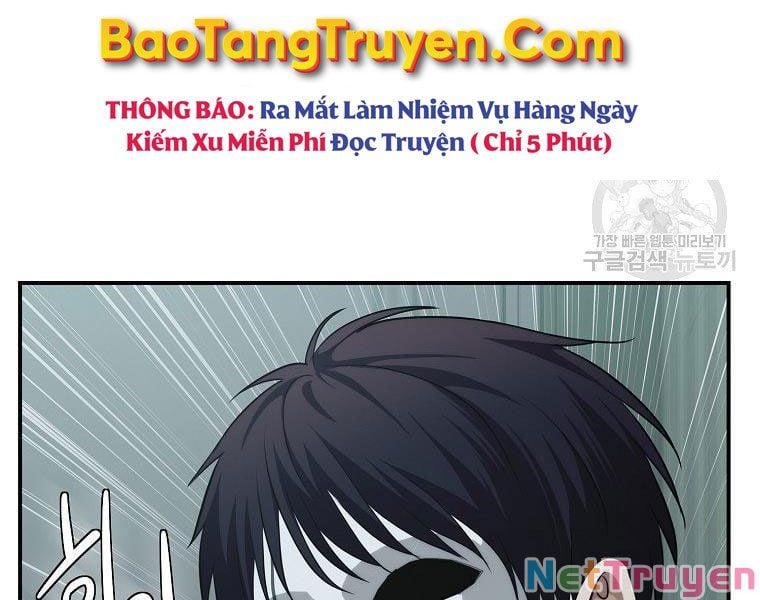 BaoTangTruyen.Com
THÔNG BÁO: Ra Mắt Làm Nhiệm Vụ Hàng Ngày
Kiếm Xu Miễn Phí Đọc Truyện ( Chỉ 5 Phút)
가장 빠른 웹툰 미리보기
구글검색 뉴토끼
NetTruyen